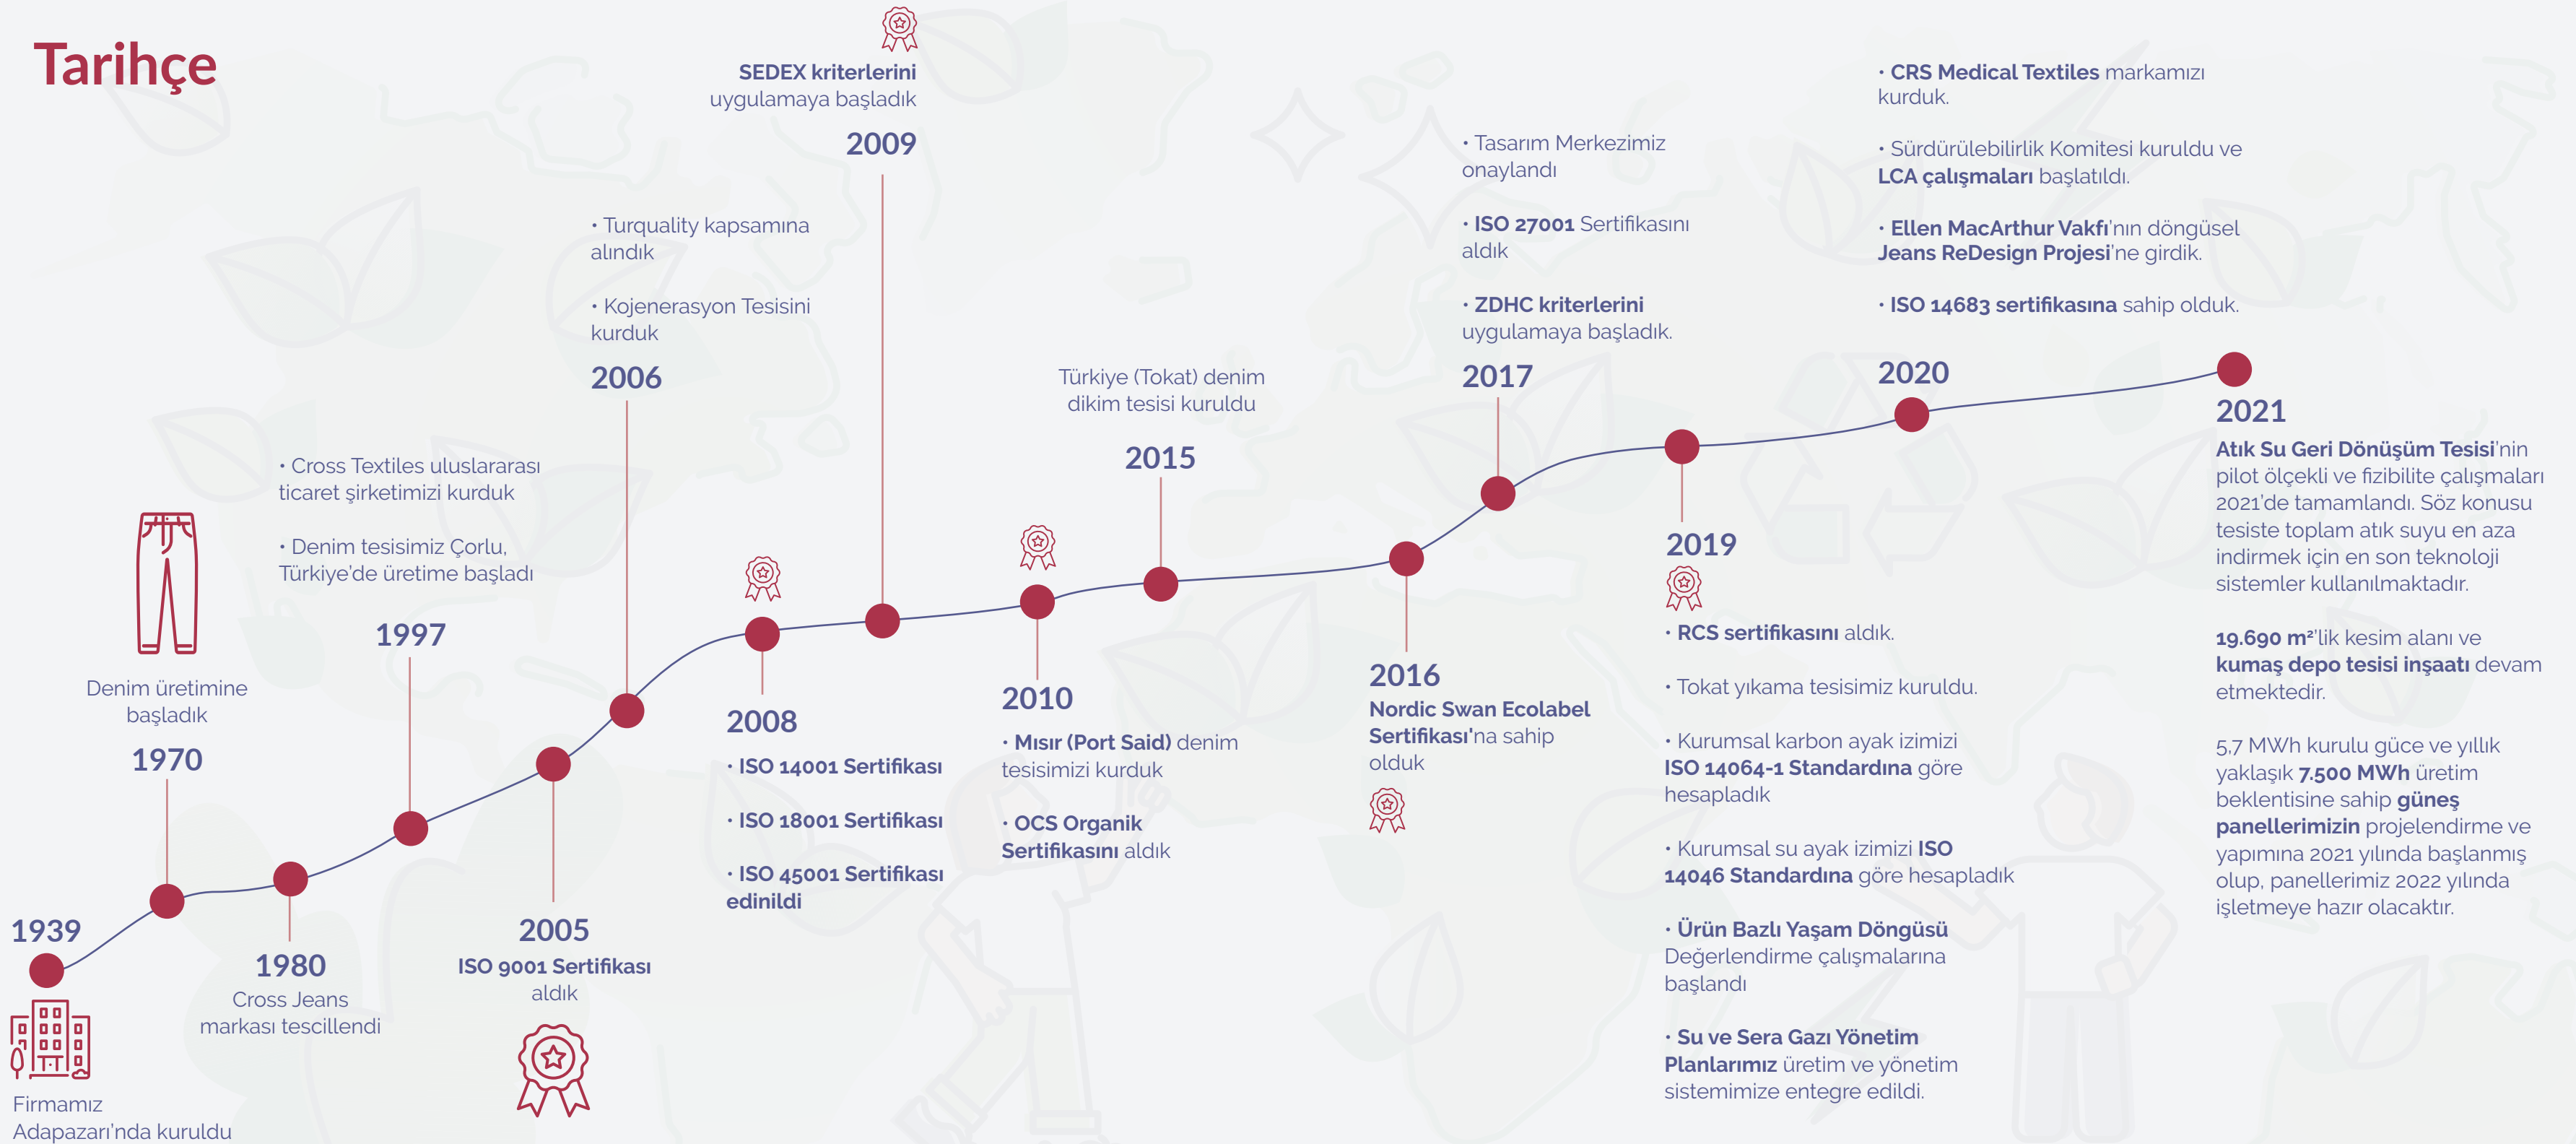 Tarihçe
1939
Firmamız
Adapazarı'nda kuruldu
Denim üretimine
başladık
1970
1980
Cross Jeans
markası tescillendi
• Cross Textiles uluslararası
ticaret şirketimizi kurduk
• Denim tesisimiz Çorlu,
Türkiye'de üretime başladı
1997
2005
ISO 9001 Sertifikası
aldık
• Turquality kapsamına
alındık
• Kojenerasyon Tesisini
kurduk
2006
2008
• ISO 14001 Sertifikası
• ISO 18001 Sertifikası
• ISO 45001 Sertifikası
edinildi
SEDEX kriterlerini
uygulamaya başladık
2009
2010
• Mısır (Port Said) denim
tesisimizi kurduk
• OCS Organik
Sertifikasını aldık
Türkiye (Tokat) denim
dikim tesisi kuruldu
2015
2016
Nordic Swan Ecolabel
Sertifikası'na sahip
olduk
• Tasarım Merkezimiz
onaylandı
• ISO 27001 Sertifikasını
aldık
• ZDHC kriterlerini
uygulamaya başladık.
2017
2019
• RCS sertifikasını aldık.
• Tokat yıkama tesisimiz kuruldu.
• Kurumsal karbon ayak izimizi
ISO 14064-1 Standardına göre
hesapladık
• Kurumsal su ayak izimizi ISO
14046 Standardına göre hesapladık
• Ürün Bazlı Yaşam Döngüsü
Değerlendirme çalışmalarına
başlandı
• Su ve Sera Gazı Yönetim
Planlarımız üretim ve yönetim
sistemimize entegre edildi.
• CRS Medical Textiles markamızı
kurduk.
• Sürdürülebilirlik Komitesi kuruldu ve
LCA çalışmaları başlatıldı.
• Ellen MacArthur Vakfı'nın döngüsel
Jeans ReDesign Projesi'ne girdik.
• ISO 14683 sertifikasına sahip olduk.
2020
2021
Atık Su Geri Dönüşüm Tesisi'nin
pilot ölçekli ve fizibilite çalışmaları
2021'de tamamlandı. Söz konusu
tesiste toplam atık suyu en aza
indirmek için en son teknoloji
sistemler kullanılmaktadır.
19.690 m²'lik kesim alanı ve
kumaş depo tesisi inşaatı devam
etmektedir.
5,7 MWh kurulu güce ve yıllık
yaklaşık 7.500 MWh üretim
beklentisine sahip güneş
panellerimizin projelendirme ve
yapımına 2021 yılında başlanmış
olup, panellerimiz 2022 yılında
işletmeye hazır olacaktır.